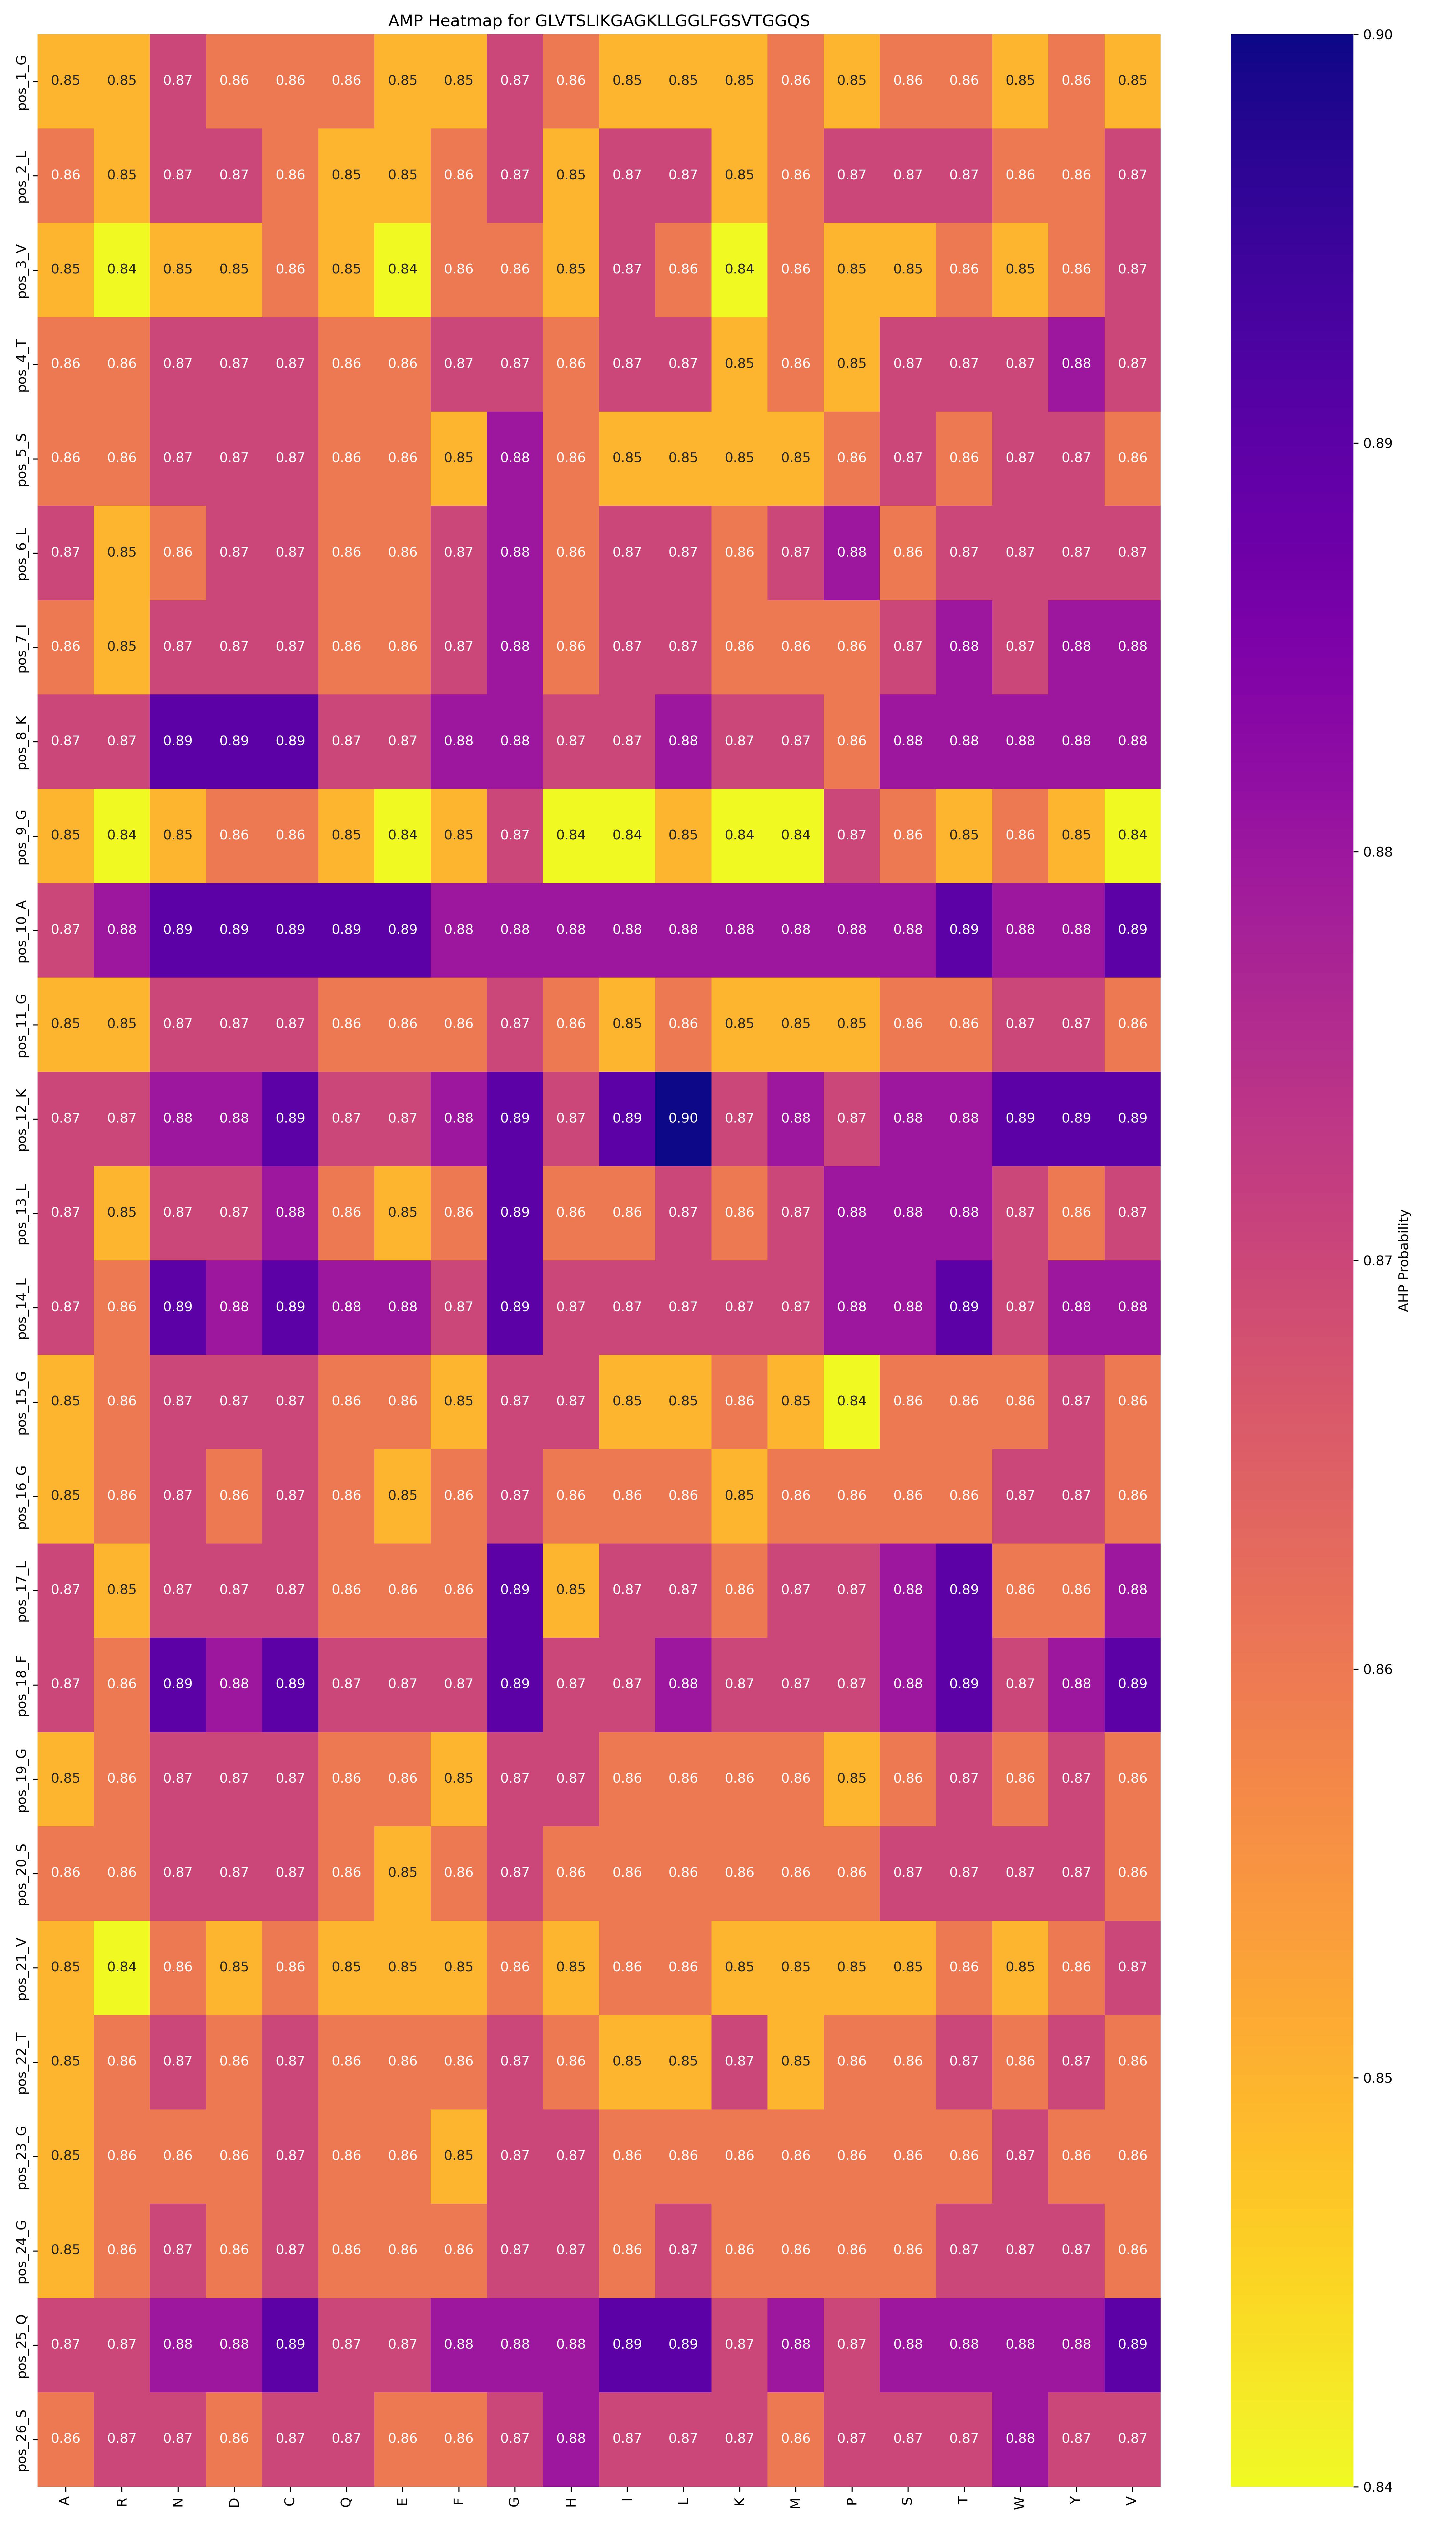 AMP Heatmap for GLVTSLIKGAGKLLGGLFGSVTGGQS
pos_1_G 0.85 0.85 0.87 0.86 0.86 0.86 0.85 0.85 0.87 0.86 0.85 0.85 0.85 0.86 0.85 0.86 0.86 0.85 0.86 0.85
pos_2_L 0.86 0.85 0.87 0.87 0.86 0.85 0.85 0.86 0.87 0.85 0.87 0.87 0.85 0.86 0.87 0.87 0.87 0.86 0.86 0.87
pos_3_V 0.85 0.84 0.85 0.85 0.86 0.85 0.84 0.86 0.86 0.85 0.87 0.86 0.84 0.86 0.85 0.85 0.86 0.85 0.86 0.87
pos_4_T 0.86 0.86 0.87 0.87 0.87 0.86 0.86 0.87 0.87 0.86 0.87 0.87 0.85 0.86 0.85 0.87 0.87 0.87 0.88 0.87
pos_5_S 0.86 0.86 0.87 0.87 0.87 0.86 0.86 0.85 0.88 0.86 0.85 0.85 0.85 0.85 0.86 0.87 0.86 0.87 0.87 0.86
pos_6_L 0.87 0.85 0.86 0.87 0.87 0.86 0.86 0.87 0.88 0.86 0.87 0.87 0.86 0.87 0.88 0.86 0.87 0.87 0.87 0.87
pos_7_I 0.86 0.85 0.87 0.87 0.87 0.86 0.86 0.87 0.88 0.86 0.87 0.87 0.86 0.86 0.86 0.87 0.88 0.87 0.88 0.88
pos_8_K 0.87 0.87 0.89 0.89 0.89 0.87 0.87 0.88 0.88 0.87 0.87 0.88 0.87 0.87 0.86 0.88 0.88 0.88 0.88 0.88
pos_9_G 0.85 0.84 0.85 0.86 0.86 0.85 0.84 0.85 0.87 0.84 0.84 0.85 0.84 0.84 0.87 0.86 0.85 0.86 0.85 0.84
pos_10_A 0.87 0.88 0.89 0.89 0.89 0.89 0.89 0.88 0.88 0.88 0.88 0.88 0.88 0.88 0.88 0.88 0.89 0.88 0.88 0.89
pos_11_G 0.85 0.85 0.87 0.87 0.87 0.86 0.86 0.86 0.87 0.86 0.85 0.86 0.85 0.85 0.85 0.86 0.86 0.87 0.87 0.86
pos_12_K 0.87 0.87 0.88 0.88 0.89 0.87 0.87 0.88 0.89 0.87 0.89 0.90 0.87 0.88 0.87 0.88 0.88 0.89 0.89 0.89
pos_13_L 0.87 0.85 0.87 0.87 0.88 0.86 0.85 0.86 0.89 0.86 0.86 0.87 0.86 0.87 0.88 0.88 0.88 0.87 0.86 0.87
pos_14_L 0.87 0.86 0.89 0.88 0.89 0.88 0.88 0.87 0.89 0.87 0.87 0.87 0.87 0.87 0.88 0.88 0.89 0.87 0.88 0.88
pos_15_G 0.85 0.86 0.87 0.87 0.87 0.86 0.86 0.85 0.87 0.87 0.85 0.85 0.86 0.85 0.84 0.86 0.86 0.86 0.87 0.86
pos_16_G 0.85 0.86 0.87 0.86 0.87 0.86 0.85 0.86 0.87 0.86 0.86 0.86 0.85 0.86 0.86 0.86 0.86 0.87 0.87 0.86
pos_17_L 0.87 0.85 0.87 0.87 0.87 0.86 0.86 0.86 0.89 0.85 0.87 0.87 0.86 0.87 0.87 0.88 0.89 0.86 0.86 0.88
pos_18_F 0.87 0.86 0.89 0.88 0.89 0.87 0.87 0.87 0.89 0.87 0.87 0.88 0.87 0.87 0.87 0.88 0.89 0.87 0.88 0.89
pos_19_G 0.85 0.86 0.87 0.87 0.87 0.86 0.86 0.85 0.87 0.87 0.86 0.86 0.86 0.86 0.85 0.86 0.87 0.86 0.87 0.86
pos_20_S 0.86 0.86 0.87 0.87 0.87 0.86 0.85 0.86 0.87 0.86 0.86 0.86 0.86 0.86 0.86 0.87 0.87 0.87 0.87 0.86
pos_21_V 0.85 0.84 0.86 0.85 0.86 0.85 0.85 0.85 0.86 0.85 0.86 0.86 0.85 0.85 0.85 0.85 0.86 0.85 0.86 0.87
pos_22_T 0.85 0.86 0.87 0.86 0.87 0.86 0.86 0.86 0.87 0.86 0.85 0.85 0.87 0.85 0.86 0.86 0.87 0.86 0.87 0.86
pos_23_G 0.85 0.86 0.86 0.86 0.87 0.86 0.86 0.85 0.87 0.87 0.86 0.86 0.86 0.86 0.86 0.86 0.86 0.87 0.86 0.86
pos_24_G 0.85 0.86 0.87 0.86 0.87 0.86 0.86 0.86 0.87 0.87 0.86 0.87 0.86 0.86 0.86 0.86 0.87 0.87 0.87 0.86
pos_25_Q 0.87 0.87 0.88 0.88 0.89 0.87 0.87 0.88 0.88 0.88 0.89 0.89 0.87 0.88 0.87 0.88 0.88 0.88 0.88 0.89
pos_26_S 0.86 0.87 0.87 0.86 0.87 0.87 0.86 0.86 0.87 0.88 0.87 0.87 0.87 0.86 0.87 0.87 0.87 0.88 0.87 0.87
A R N D C Q E F G H I L K M P S T W Y V
0.90
0.89
0.88
0.87
0.86
0.85
0.84
AHP Probability